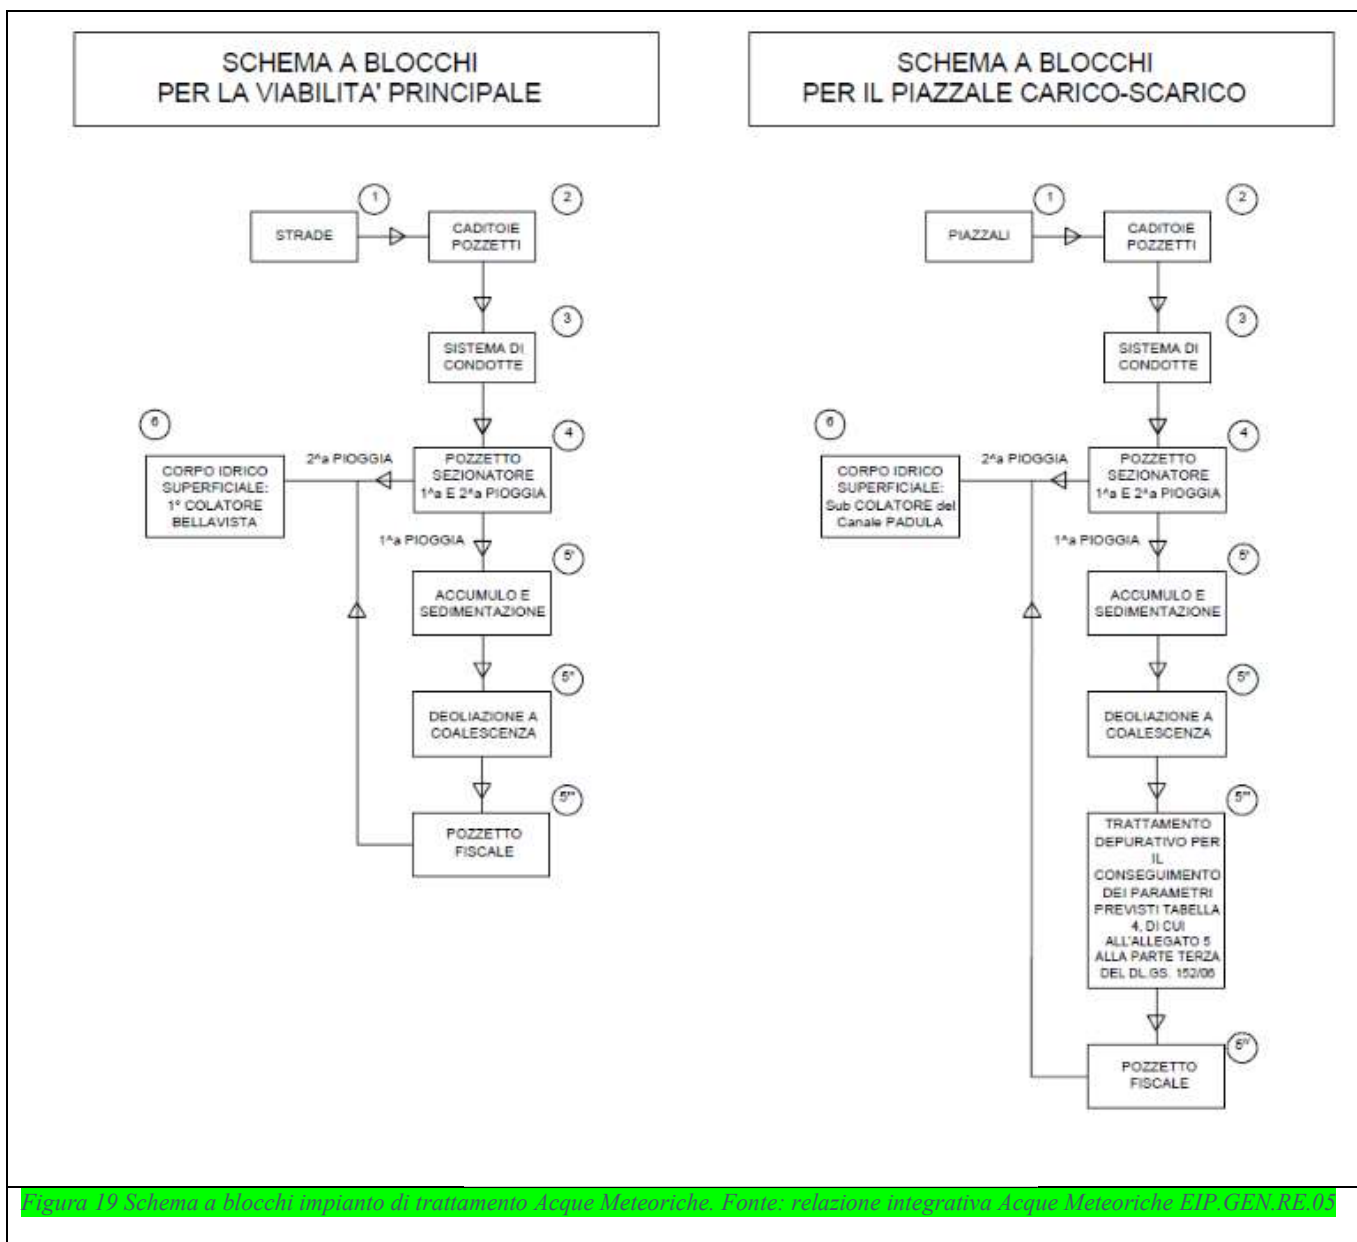 SCHEMA A BLOCCHI
PER LA VIABILITA' PRINCIPALE
1
2
STRADE
CADITOIE
POZZETTI
3
SISTEMA DI
CONDOTTE
6
4
2^a PIOGGIA
CORPO IDRICO
SUPERFICIALE:
1° COLATORE
BELLAVISTA
POZZETTO
SEZIONATORE
1^a E 2^a PIOGGIA
1^a PIOGGIA
5'
ACCUMULO E
SEDIMENTAZIONE
5''
DEOLIAZIONE A
COALESCENZA
5'''
POZZETTO
FISCALE
SCHEMA A BLOCCHI
PER IL PIAZZALE CARICO-SCARICO
1
2
PIAZZALI
CADITOIE
POZZETTI
3
SISTEMA DI
CONDOTTE
6
4
2^a PIOGGIA
CORPO IDRICO
SUPERFICIALE:
Sub COLATORE del
Canale PADULA
POZZETTO
SEZIONATORE
1^a E 2^a PIOGGIA
1^a PIOGGIA
5'
ACCUMULO E
SEDIMENTAZIONE
5''
DEOLIAZIONE A
COALESCENZA
5'''
TRATTAMENTO
DEPURATIVO PER
IL
CONSEGUIMENTO
DEI PARAMETRI
PREVISTI TABELLA
4, DI CUI
ALL'ALLEGATO 5
ALLA PARTE TERZA
DEL DL.GS. 152/06
5IV
POZZETTO
FISCALE
Figura 19 Schema a blocchi impianto di trattamento Acque Meteoriche. Fonte: relazione integrativa Acque Meteoriche EIP.GEN.RE.05